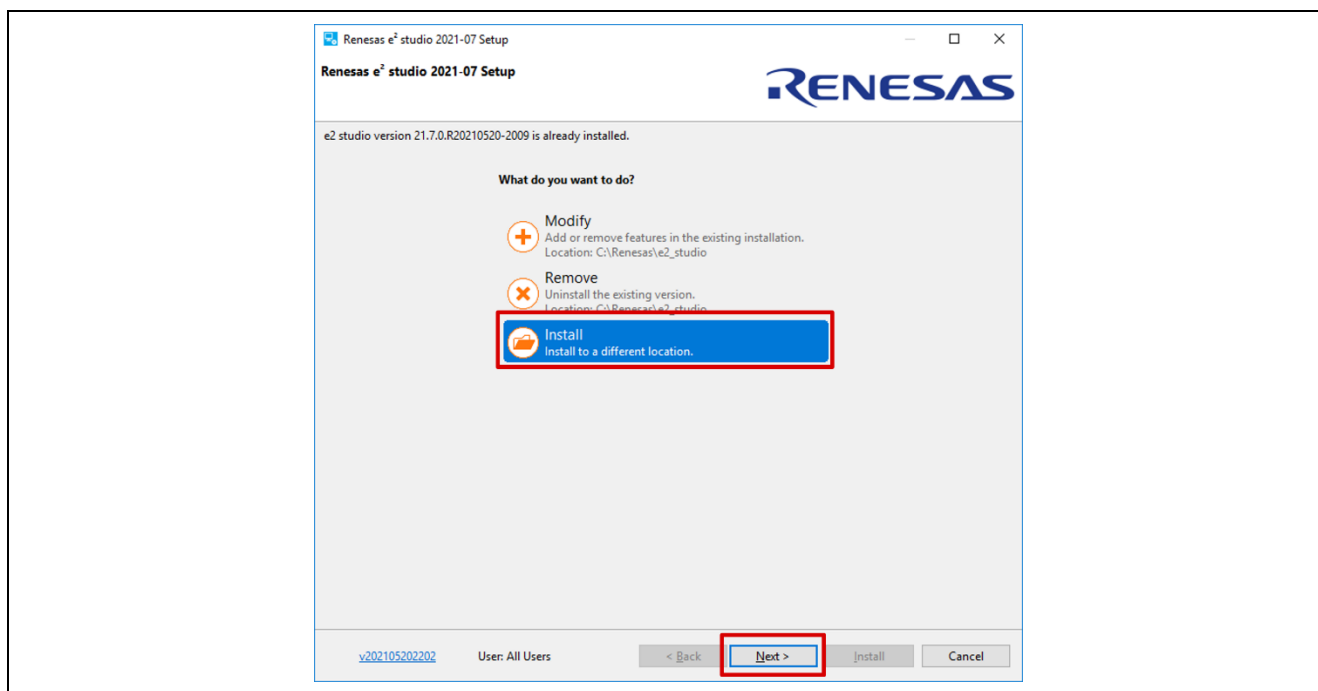 Renesas e² studio 2021-07 Setup
Renesas e² studio 2021-07 Setup
RENESAS
e2 studio version 21.7.0.R20210520-2009 is already installed.
What do you want to do?
Modify
Add or remove features in the existing installation.
Location: C:\Renesas\e2_studio
Remove
Uninstall the existing version.
Location: C:\Renesas\e2_studio
Install
Install to a different location.
v202105202202 User: All Users < Back Next > Install Cancel